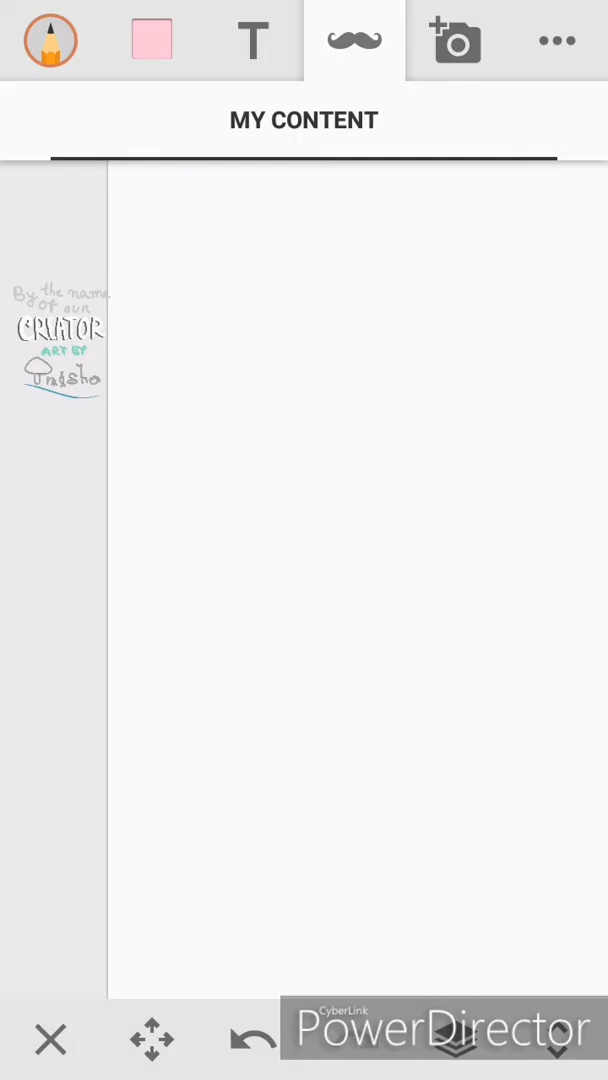 T
MY CONTENT
By the name
of our
CREATOR
ART BY
CyberLink
PowerDirector